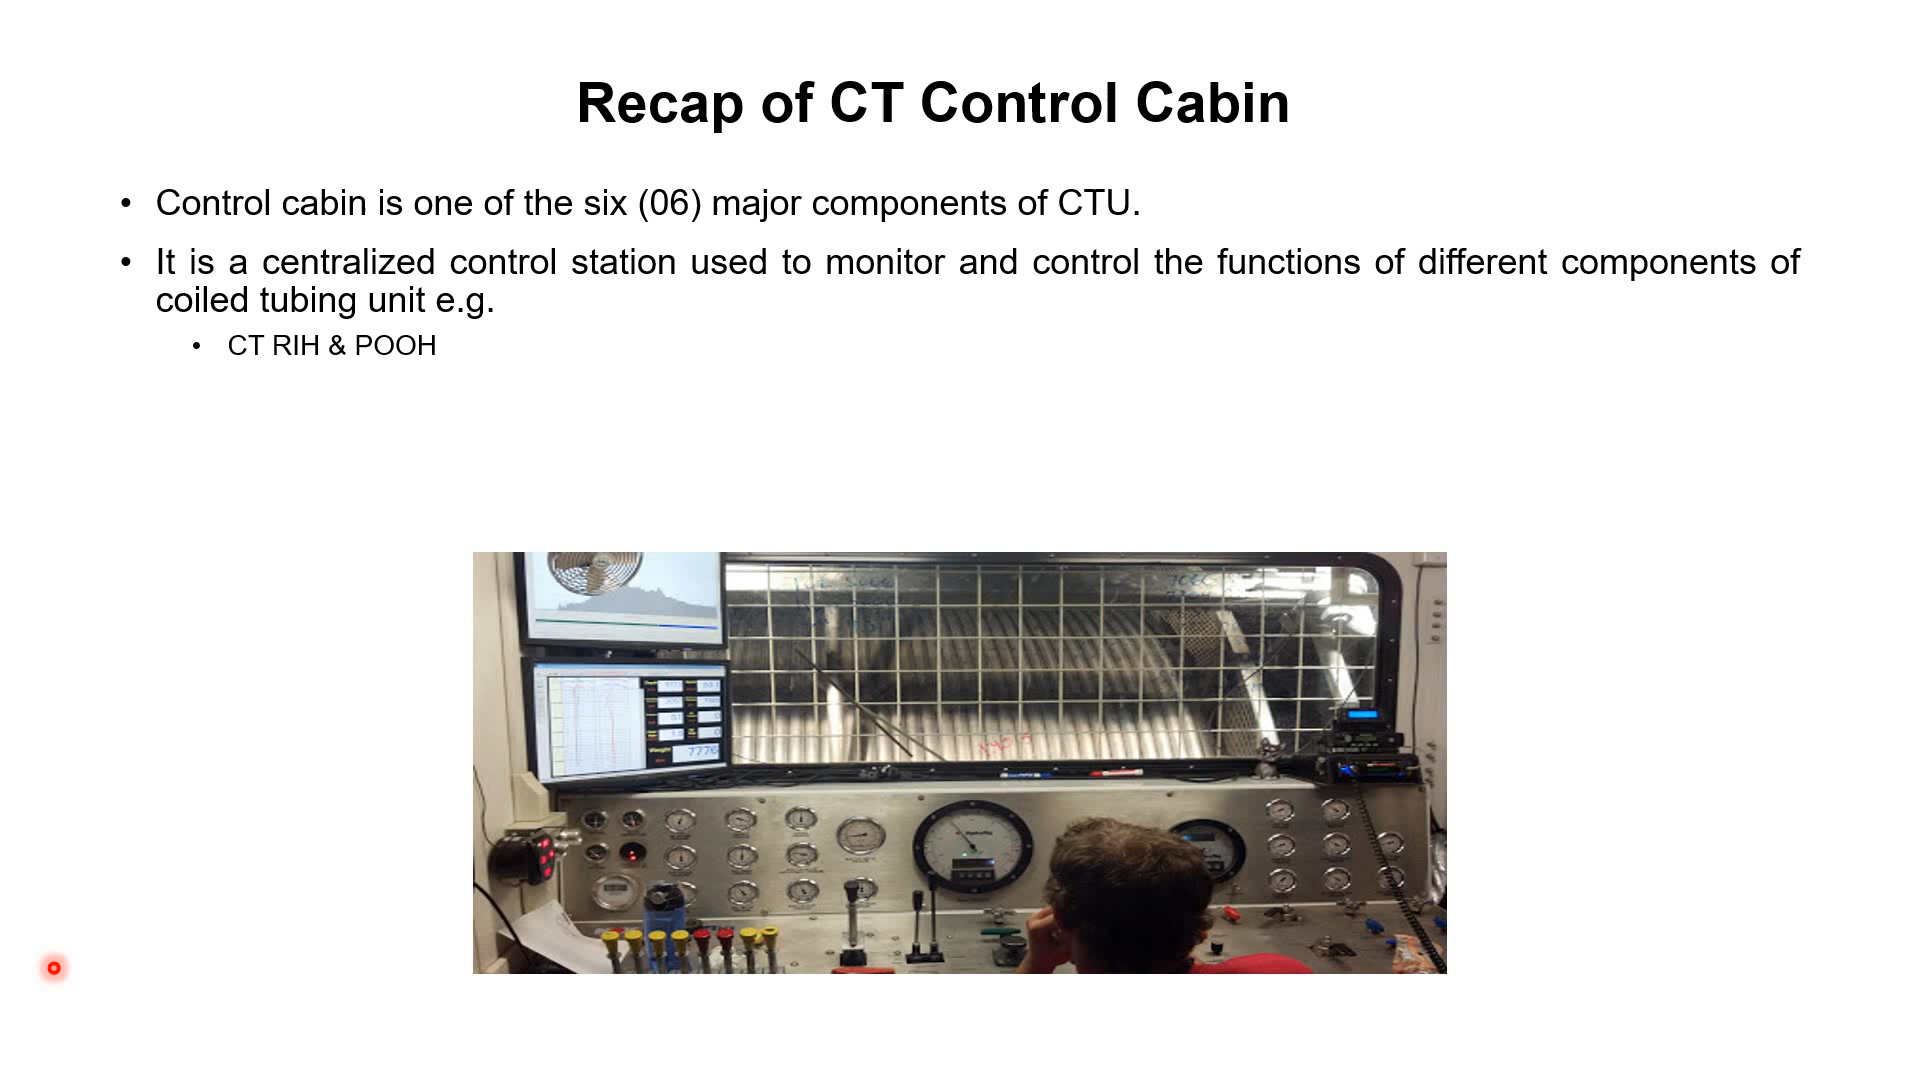 Recap of CT Control Cabin
• Control cabin is one of the six (06) major components of CTU.
• It is a centralized control station used to monitor and control the functions of different components of
coiled tubing unit e.g.
• CT RIH & POOH
Weight
7776